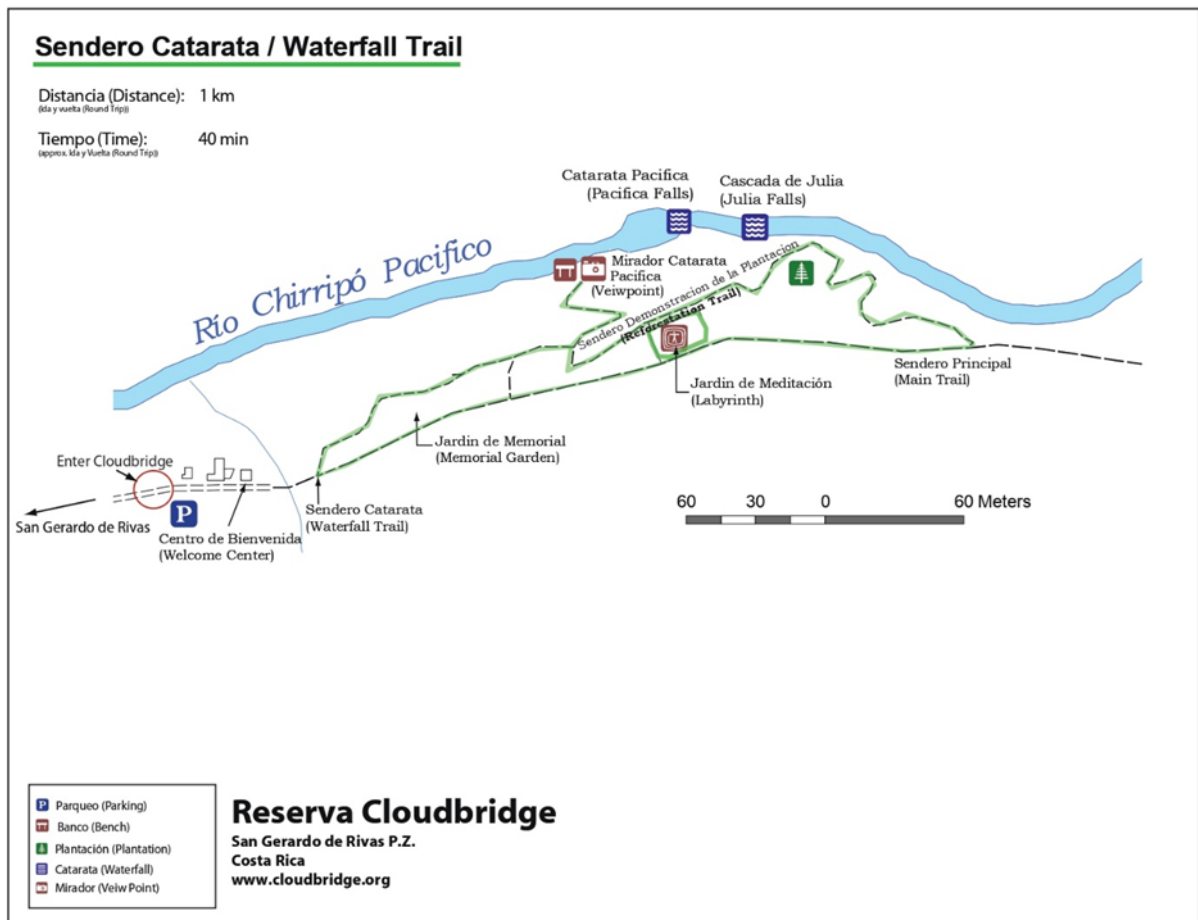 Sendero Catarata / Waterfall Trail
Distancia (Distance): 1 km
(Ida y vuelta (Round Trip))
Tiempo (Time): 40 min
(approx. Ida y Vuelta (Round Trip))
Catarata Pacifica
(Pacifica Falls)
Cascada de Julia
(Julia Falls)
Río Chirripó Pacifico
Mirador Catarata
Pacifica
(Veiwpoint)
Sendero Demonstracion de la Plantacion
(Reforestation Trail)
Sendero Principal
(Main Trail)
Jardin de Meditación
(Labyrinth)
Jardin de Memorial
(Memorial Garden)
Enter Cloudbridge
San Gerardo de Rivas
P
Centro de Bienvenida
(Welcome Center)
Sendero Catarata
(Waterfall Trail)
60 30 0 60 Meters
P Parqueo (Parking)
Banco (Bench)
Plantación (Plantation)
Catarata (Waterfall)
Mirador (Veiw Point)
Reserva Cloudbridge
San Gerardo de Rivas P.Z.
Costa Rica
www.cloudbridge.org